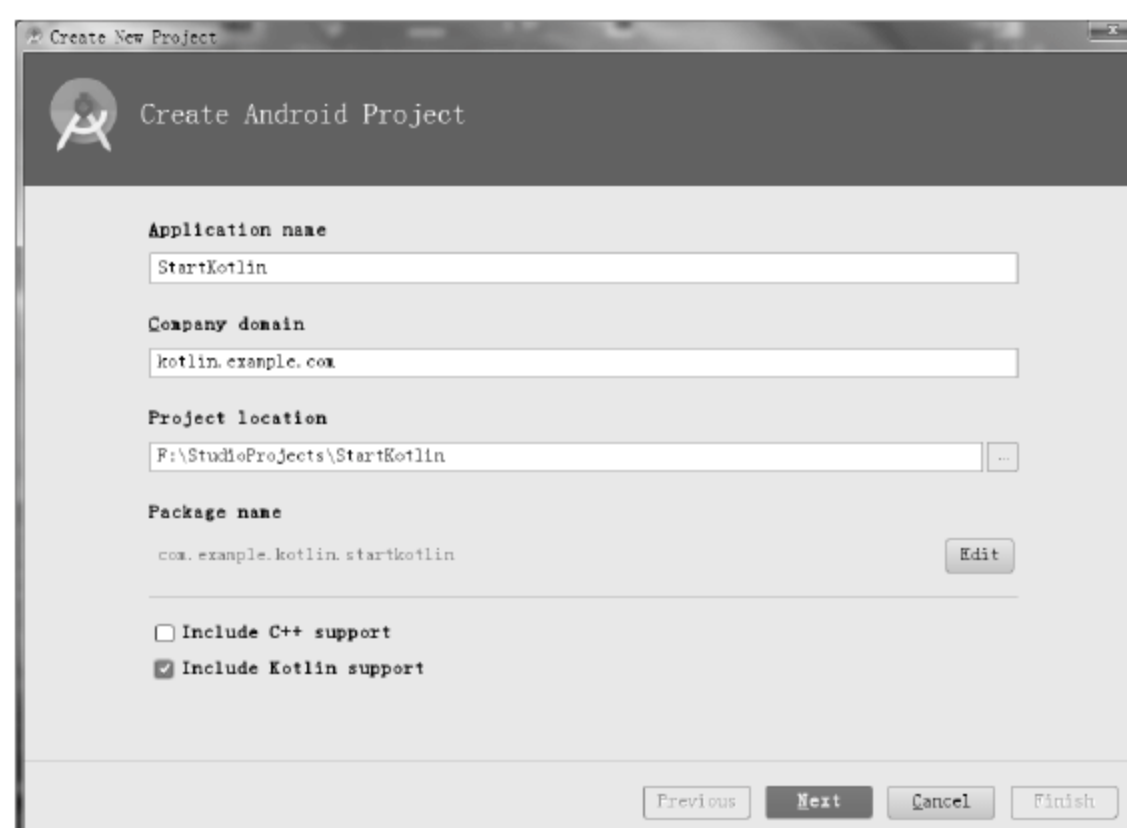 Create New Project
Create Android Project
Application name
StartKotlin
Company domain
kotlin.example.com
Project location
F:\StudioProjects\StartKotlin
...
Package name
com.example.kotlin.startkotlin
Edit
Include C++ support
Include Kotlin support
Previous Next Cancel Finish